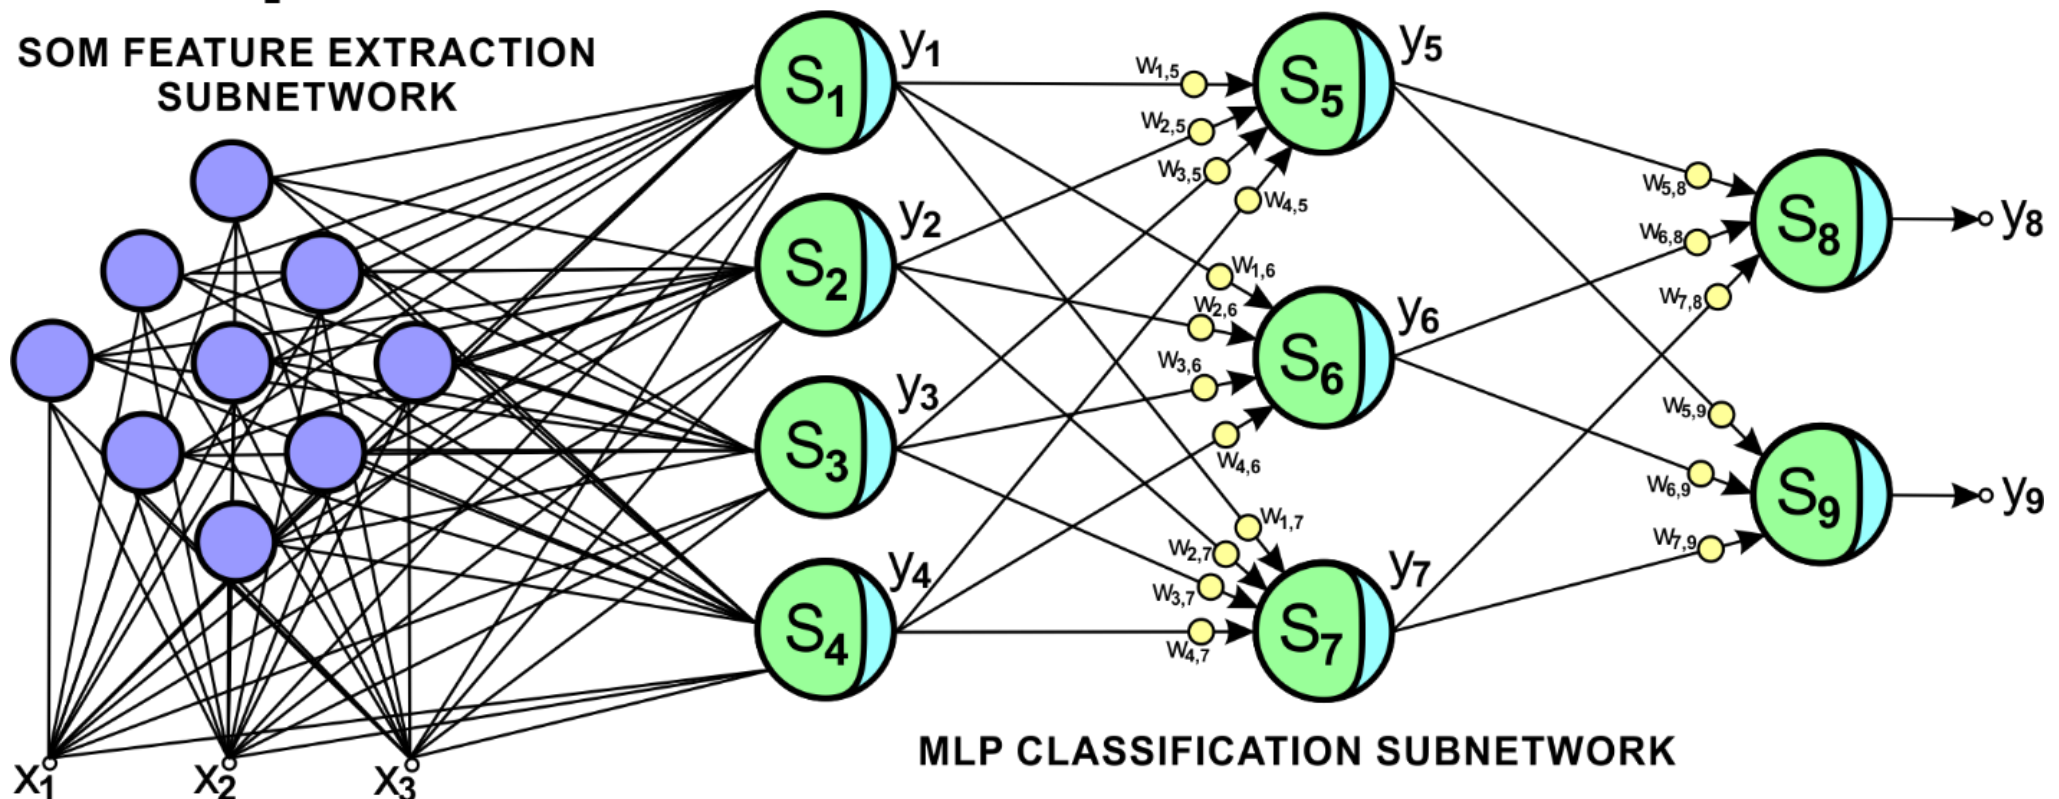 SOM FEATURE EXTRACTION
SUBNETWORK
S1
y1
S2
y2
S3
y3
S4
y4
w1,5
w2,5
w3,5
w4,5
S5
y5
w1,6
w2,6
w3,6
w4,6
S6
y6
w1,7
w2,7
w3,7
w4,7
S7
y7
w5,8
w6,8
w7,8
S8
y8
w5,9
w6,9
w7,9
S9
y9
x1
x2
x3
MLP CLASSIFICATION SUBNETWORK